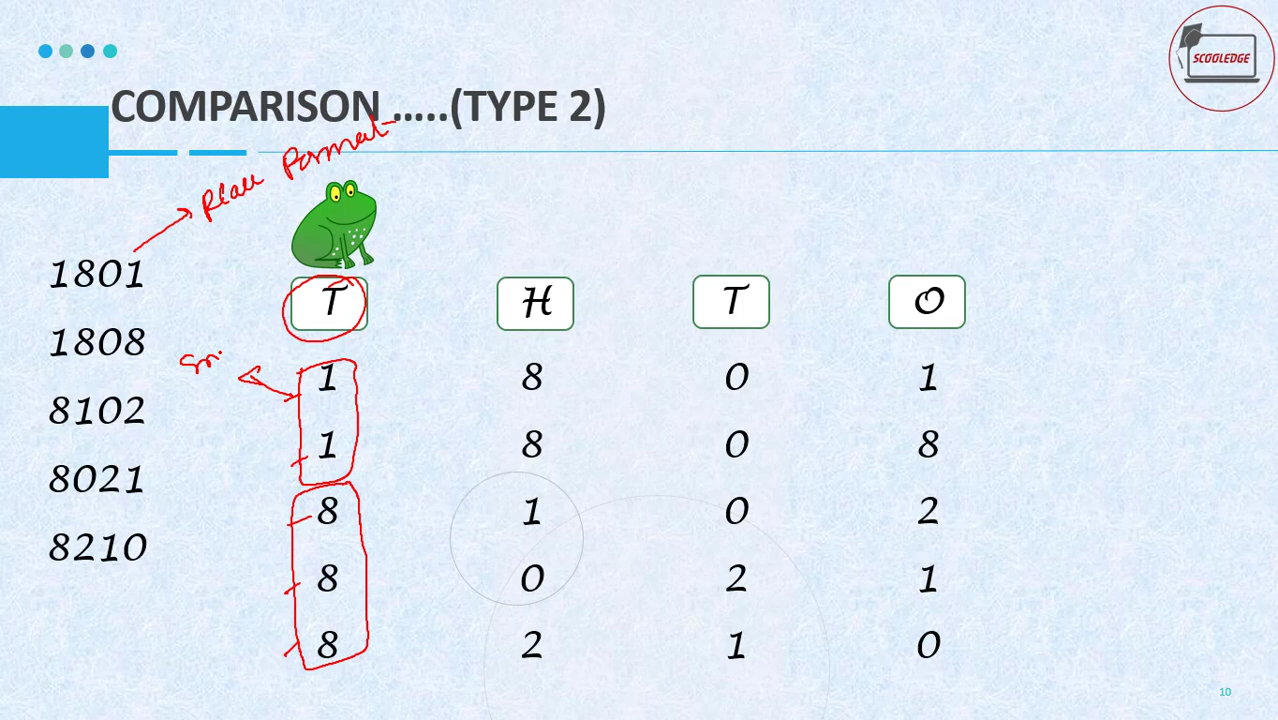 SCOOLEDGE
COMPARISON .....(TYPE 2)
Place Format
1801
1808
8102
8021
8210
T H T O
1 8 0 1
1 8 0 8
8 1 0 2
8 0 2 1
8 2 1 0
10